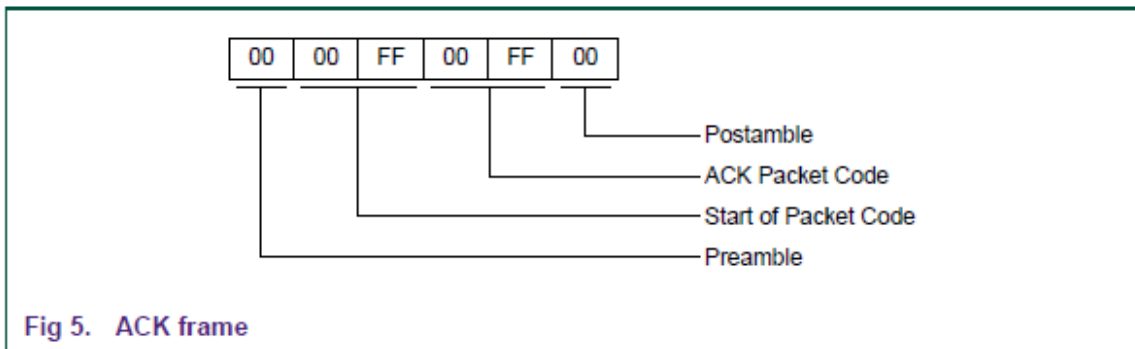 00 00 FF 00 FF 00
Postamble
ACK Packet Code
Start of Packet Code
Preamble
Fig 5. ACK frame